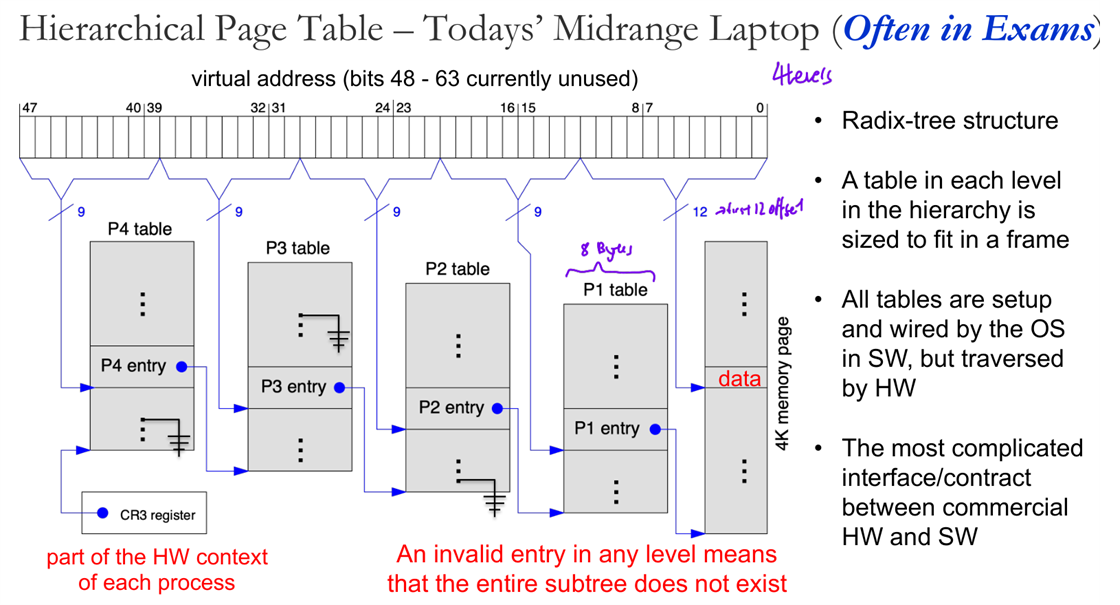 Hierarchical Page Table – Todays' Midrange Laptop (Often in Exams)
virtual address (bits 48 - 63 currently unused)
4 levels
47 40 39 32 31 24 23 16 15 8 7 0
9 9 9 9 12
12 offset
P4 table
P3 table
P2 table
8 Bytes
P1 table
P4 entry
P3 entry
P2 entry
P1 entry
data
4K memory page
CR3 register
part of the HW context
of each process
An invalid entry in any level means
that the entire subtree does not exist
• Radix-tree structure
• A table in each level
in the hierarchy is
sized to fit in a frame
• All tables are setup
and wired by the OS
in SW, but traversed
by HW
• The most complicated
interface/contract
between commercial
HW and SW